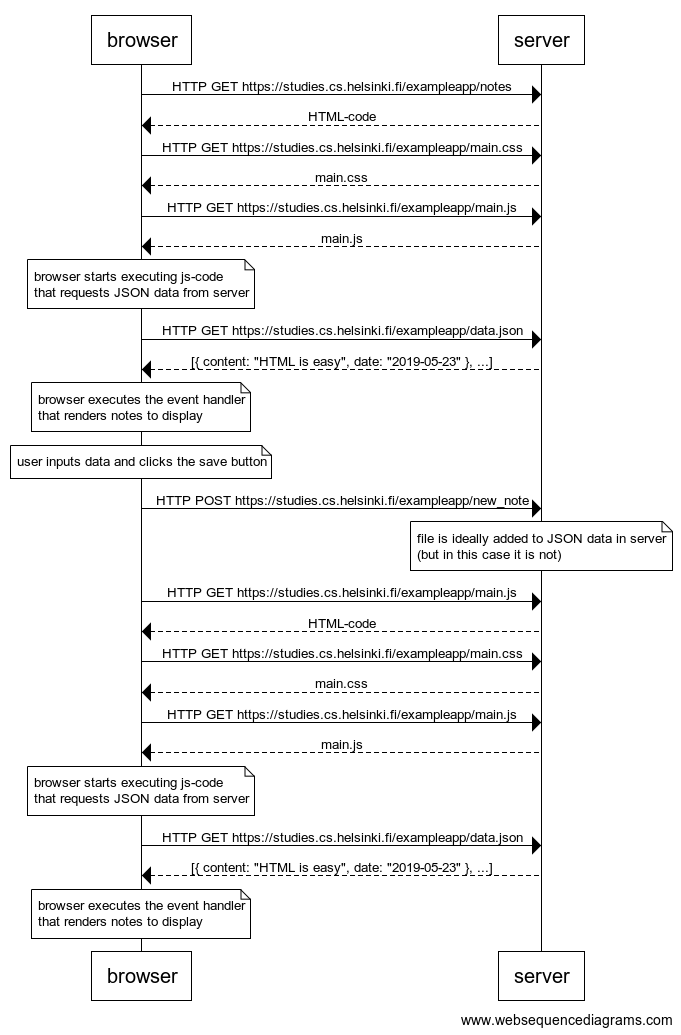 browser
server
HTTP GET https://studies.cs.helsinki.fi/exampleapp/notes
HTML-code
HTTP GET https://studies.cs.helsinki.fi/exampleapp/main.css
main.css
HTTP GET https://studies.cs.helsinki.fi/exampleapp/main.js
main.js
browser starts executing js-code
that requests JSON data from server
HTTP GET https://studies.cs.helsinki.fi/exampleapp/data.json
[{ content: "HTML is easy", date: "2019-05-23" }, ...]
browser executes the event handler
that renders notes to display
user inputs data and clicks the save button
HTTP POST https://studies.cs.helsinki.fi/exampleapp/new_note
file is ideally added to JSON data in server
(but in this case it is not)
HTTP GET https://studies.cs.helsinki.fi/exampleapp/main.js
HTML-code
HTTP GET https://studies.cs.helsinki.fi/exampleapp/main.css
main.css
HTTP GET https://studies.cs.helsinki.fi/exampleapp/main.js
main.js
browser starts executing js-code
that requests JSON data from server
HTTP GET https://studies.cs.helsinki.fi/exampleapp/data.json
[{ content: "HTML is easy", date: "2019-05-23" }, ...]
browser executes the event handler
that renders notes to display
browser
server
www.websequencediagrams.com